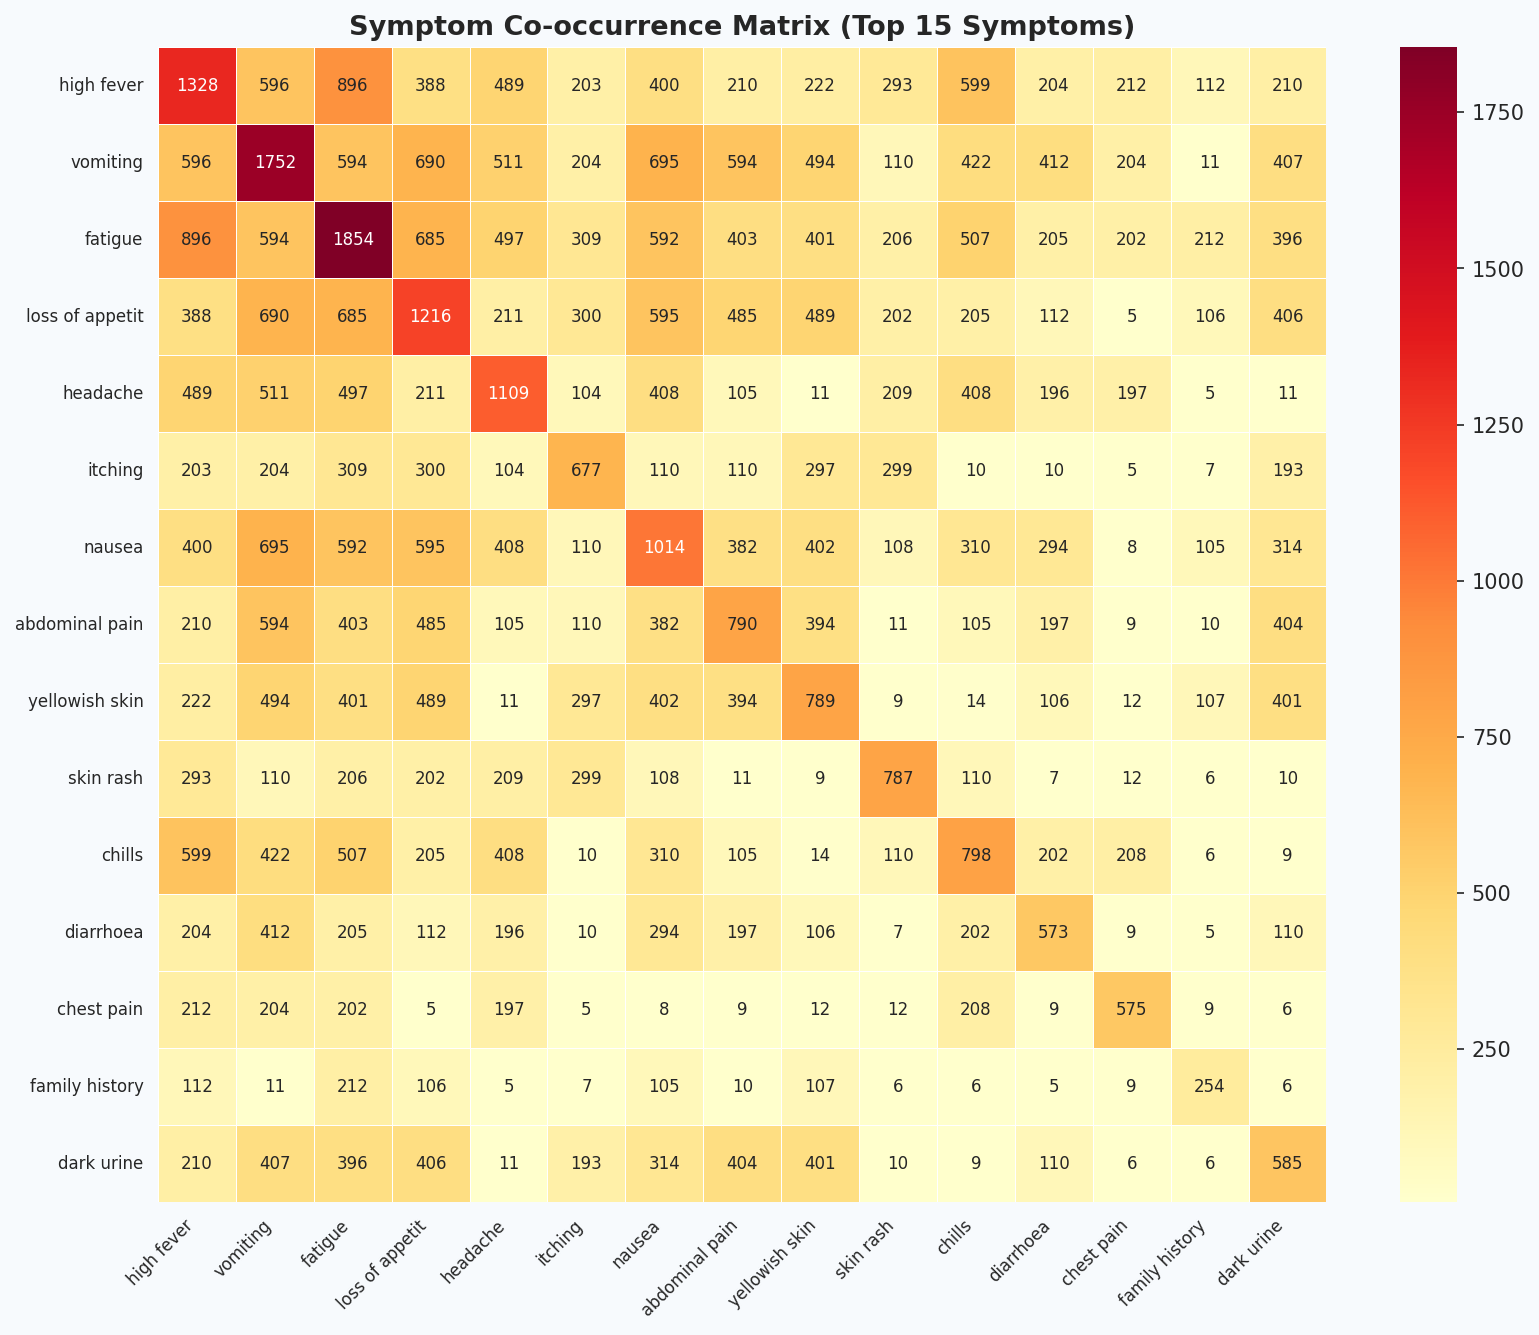 Symptom Co-occurrence Matrix (Top 15 Symptoms)
high fever 1328 596 896 388 489 203 400 210 222 293 599 204 212 112 210
vomiting 596 1752 594 690 511 204 695 594 494 110 422 412 204 11 407
fatigue 896 594 1854 685 497 309 592 403 401 206 507 205 202 212 396
loss of appetit 388 690 685 1216 211 300 595 485 489 202 205 112 5 106 406
headache 489 511 497 211 1109 104 408 105 11 209 408 196 197 5 11
itching 203 204 309 300 104 677 110 110 297 299 10 10 5 7 193
nausea 400 695 592 595 408 110 1014 382 402 108 310 294 8 105 314
abdominal pain 210 594 403 485 105 110 382 790 394 11 105 197 9 10 404
yellowish skin 222 494 401 489 11 297 402 394 789 9 14 106 12 107 401
skin rash 293 110 206 202 209 299 108 11 9 787 110 7 12 6 10
chills 599 422 507 205 408 10 310 105 14 110 798 202 208 6 9
diarrhoea 204 412 205 112 196 10 294 197 106 7 202 573 9 5 110
chest pain 212 204 202 5 197 5 8 9 12 12 208 9 575 9 6
family history 112 11 212 106 5 7 105 10 107 6 6 5 9 254 6
dark urine 210 407 396 406 11 193 314 404 401 10 9 110 6 6 585
high fever vomiting fatigue loss of appetit headache itching nausea abdominal pain yellowish skin skin rash chills diarrhoea chest pain family history dark urine
1750
1500
1250
1000
750
500
250